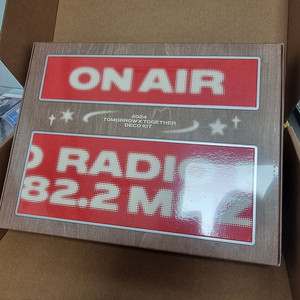 ON AIR
2024
TOMORROW X TOGETHER
DECO KIT
O RADIO
82.2 M